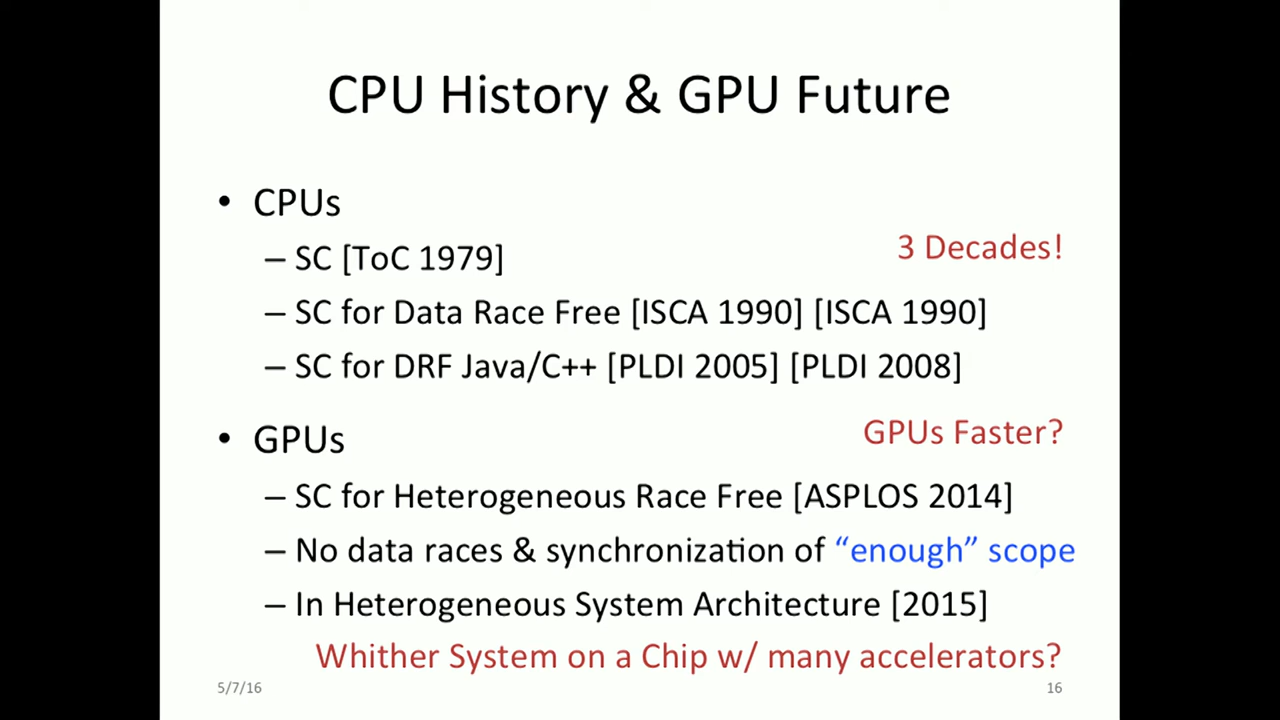 CPU History & GPU Future
• CPUs
– SC [ToC 1979]
3 Decades!
– SC for Data Race Free [ISCA 1990] [ISCA 1990]
– SC for DRF Java/C++ [PLDI 2005] [PLDI 2008]
• GPUs
GPUs Faster?
– SC for Heterogeneous Race Free [ASPLOS 2014]
– No data races & synchronization of “enough” scope
– In Heterogeneous System Architecture [2015]
Whither System on a Chip w/ many accelerators?
5/7/16
16